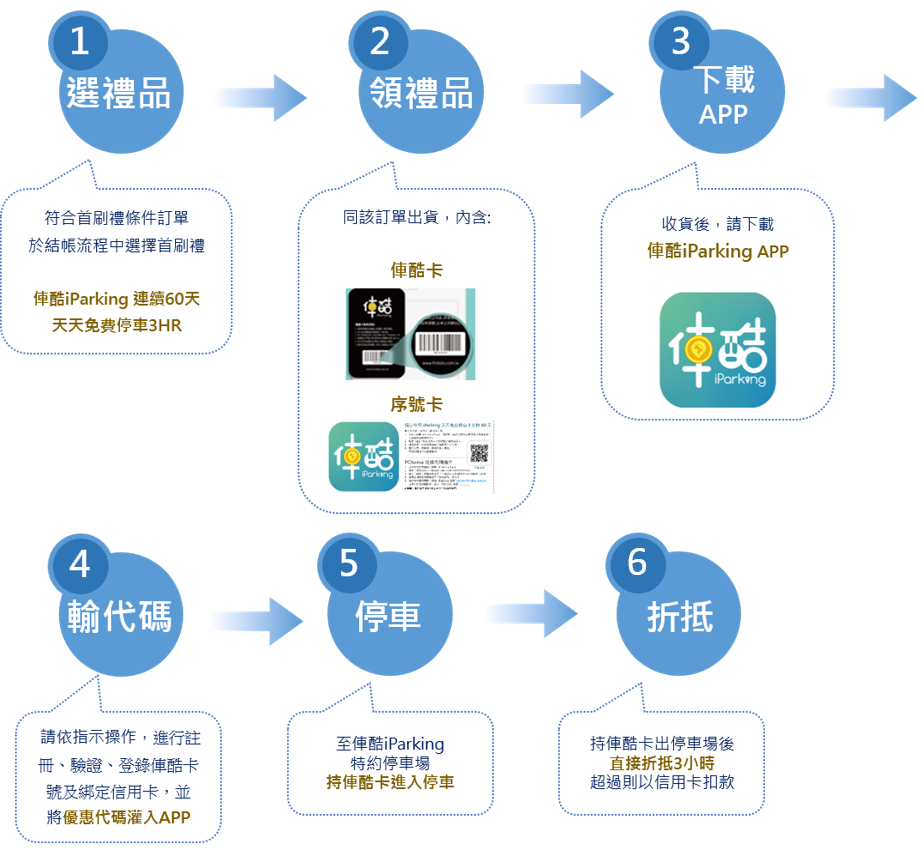 1
選禮品
符合首刷禮條件訂單
於結帳流程中選擇首刷禮
俥酷iParking 連續60天
天天免費停車3HR
2
領禮品
同該訂單出貨，內含:
俥酷卡
俥酷
序號卡
俥酷
iParking
PChome
3
下載
APP
收貨後，請下載
俥酷iParking APP
俥酷
iParking
4
輸代碼
請依指示操作，進行註
冊、驗證、登錄俥酷卡
號及綁定信用卡，並
將優惠代碼灌入APP
5
停車
至俥酷iParking
特約停車場
持俥酷卡進入停車
6
折抵
持俥酷卡出停車場後
直接折抵3小時
超過則以信用卡扣款